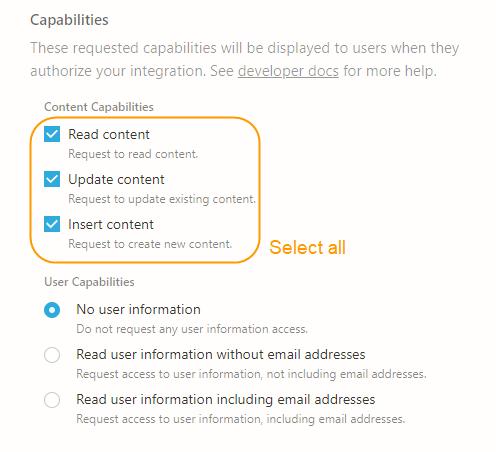 Capabilities
These requested capabilities will be displayed to users when they
authorize your integration. See developer docs for more help.
Content Capabilities
Read content
Request to read content.
Update content
Request to update existing content.
Insert content
Request to create new content.
Select all
User Capabilities
No user information
Do not request any user information access.
Read user information without email addresses
Request access to user information, not including email addresses.
Read user information including email addresses
Request access to user information, including email addresses.